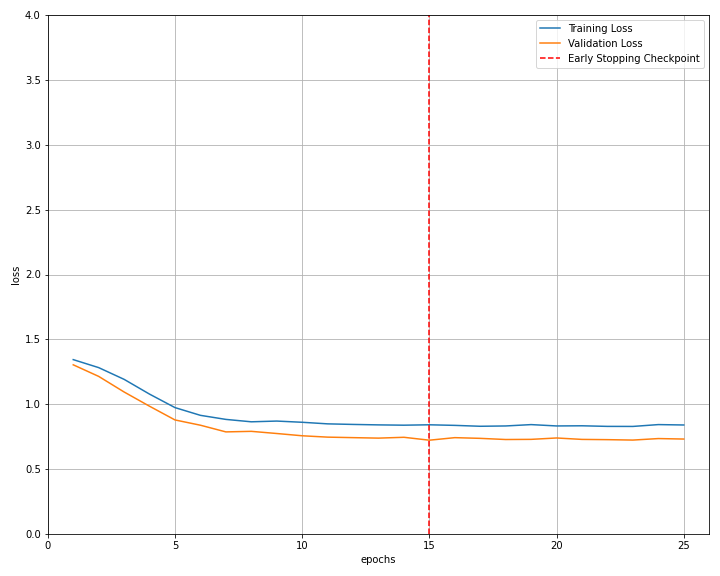 4.0
3.5
3.0
2.5
2.0
1.5
1.0
0.5
0.0
loss
0 5 10 15 20 25
epochs
Training Loss
Validation Loss
Early Stopping Checkpoint